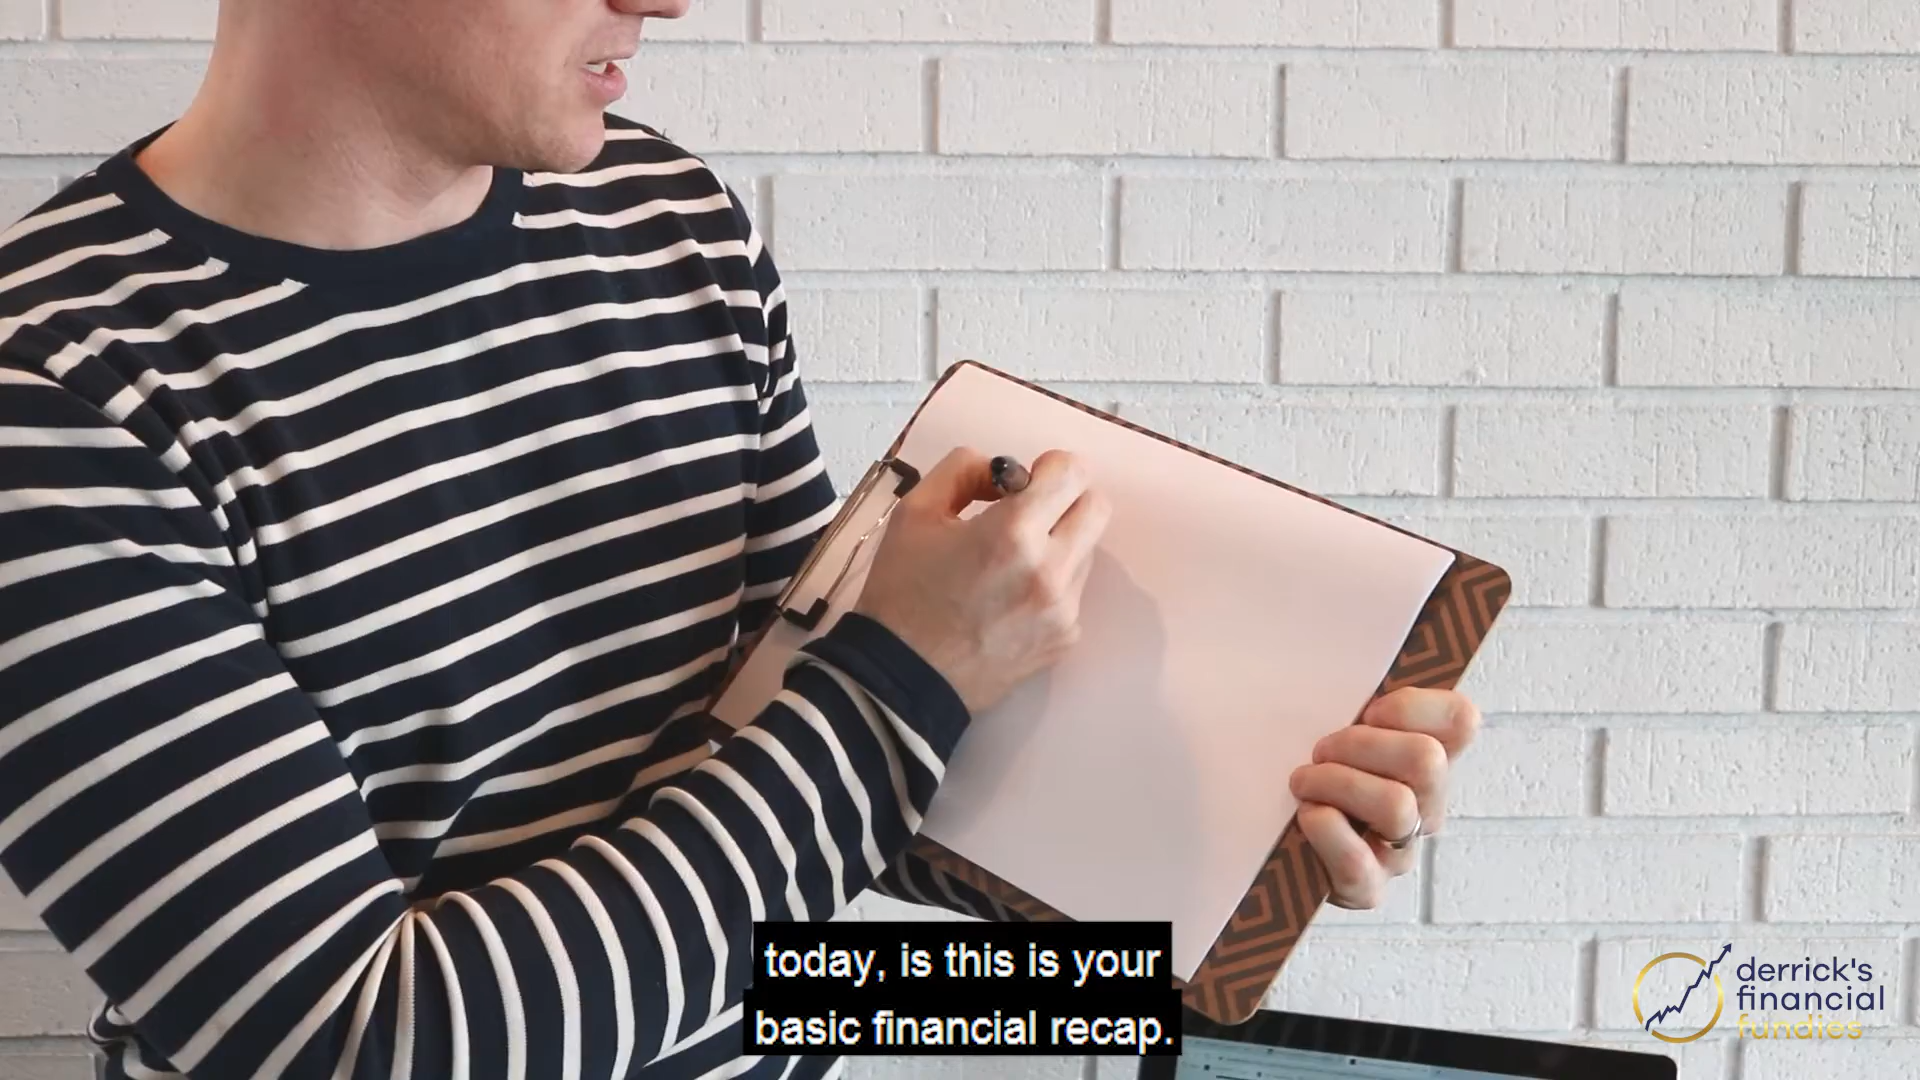 today, is this is your
basic financial recap.
derrick's
financial
fundies